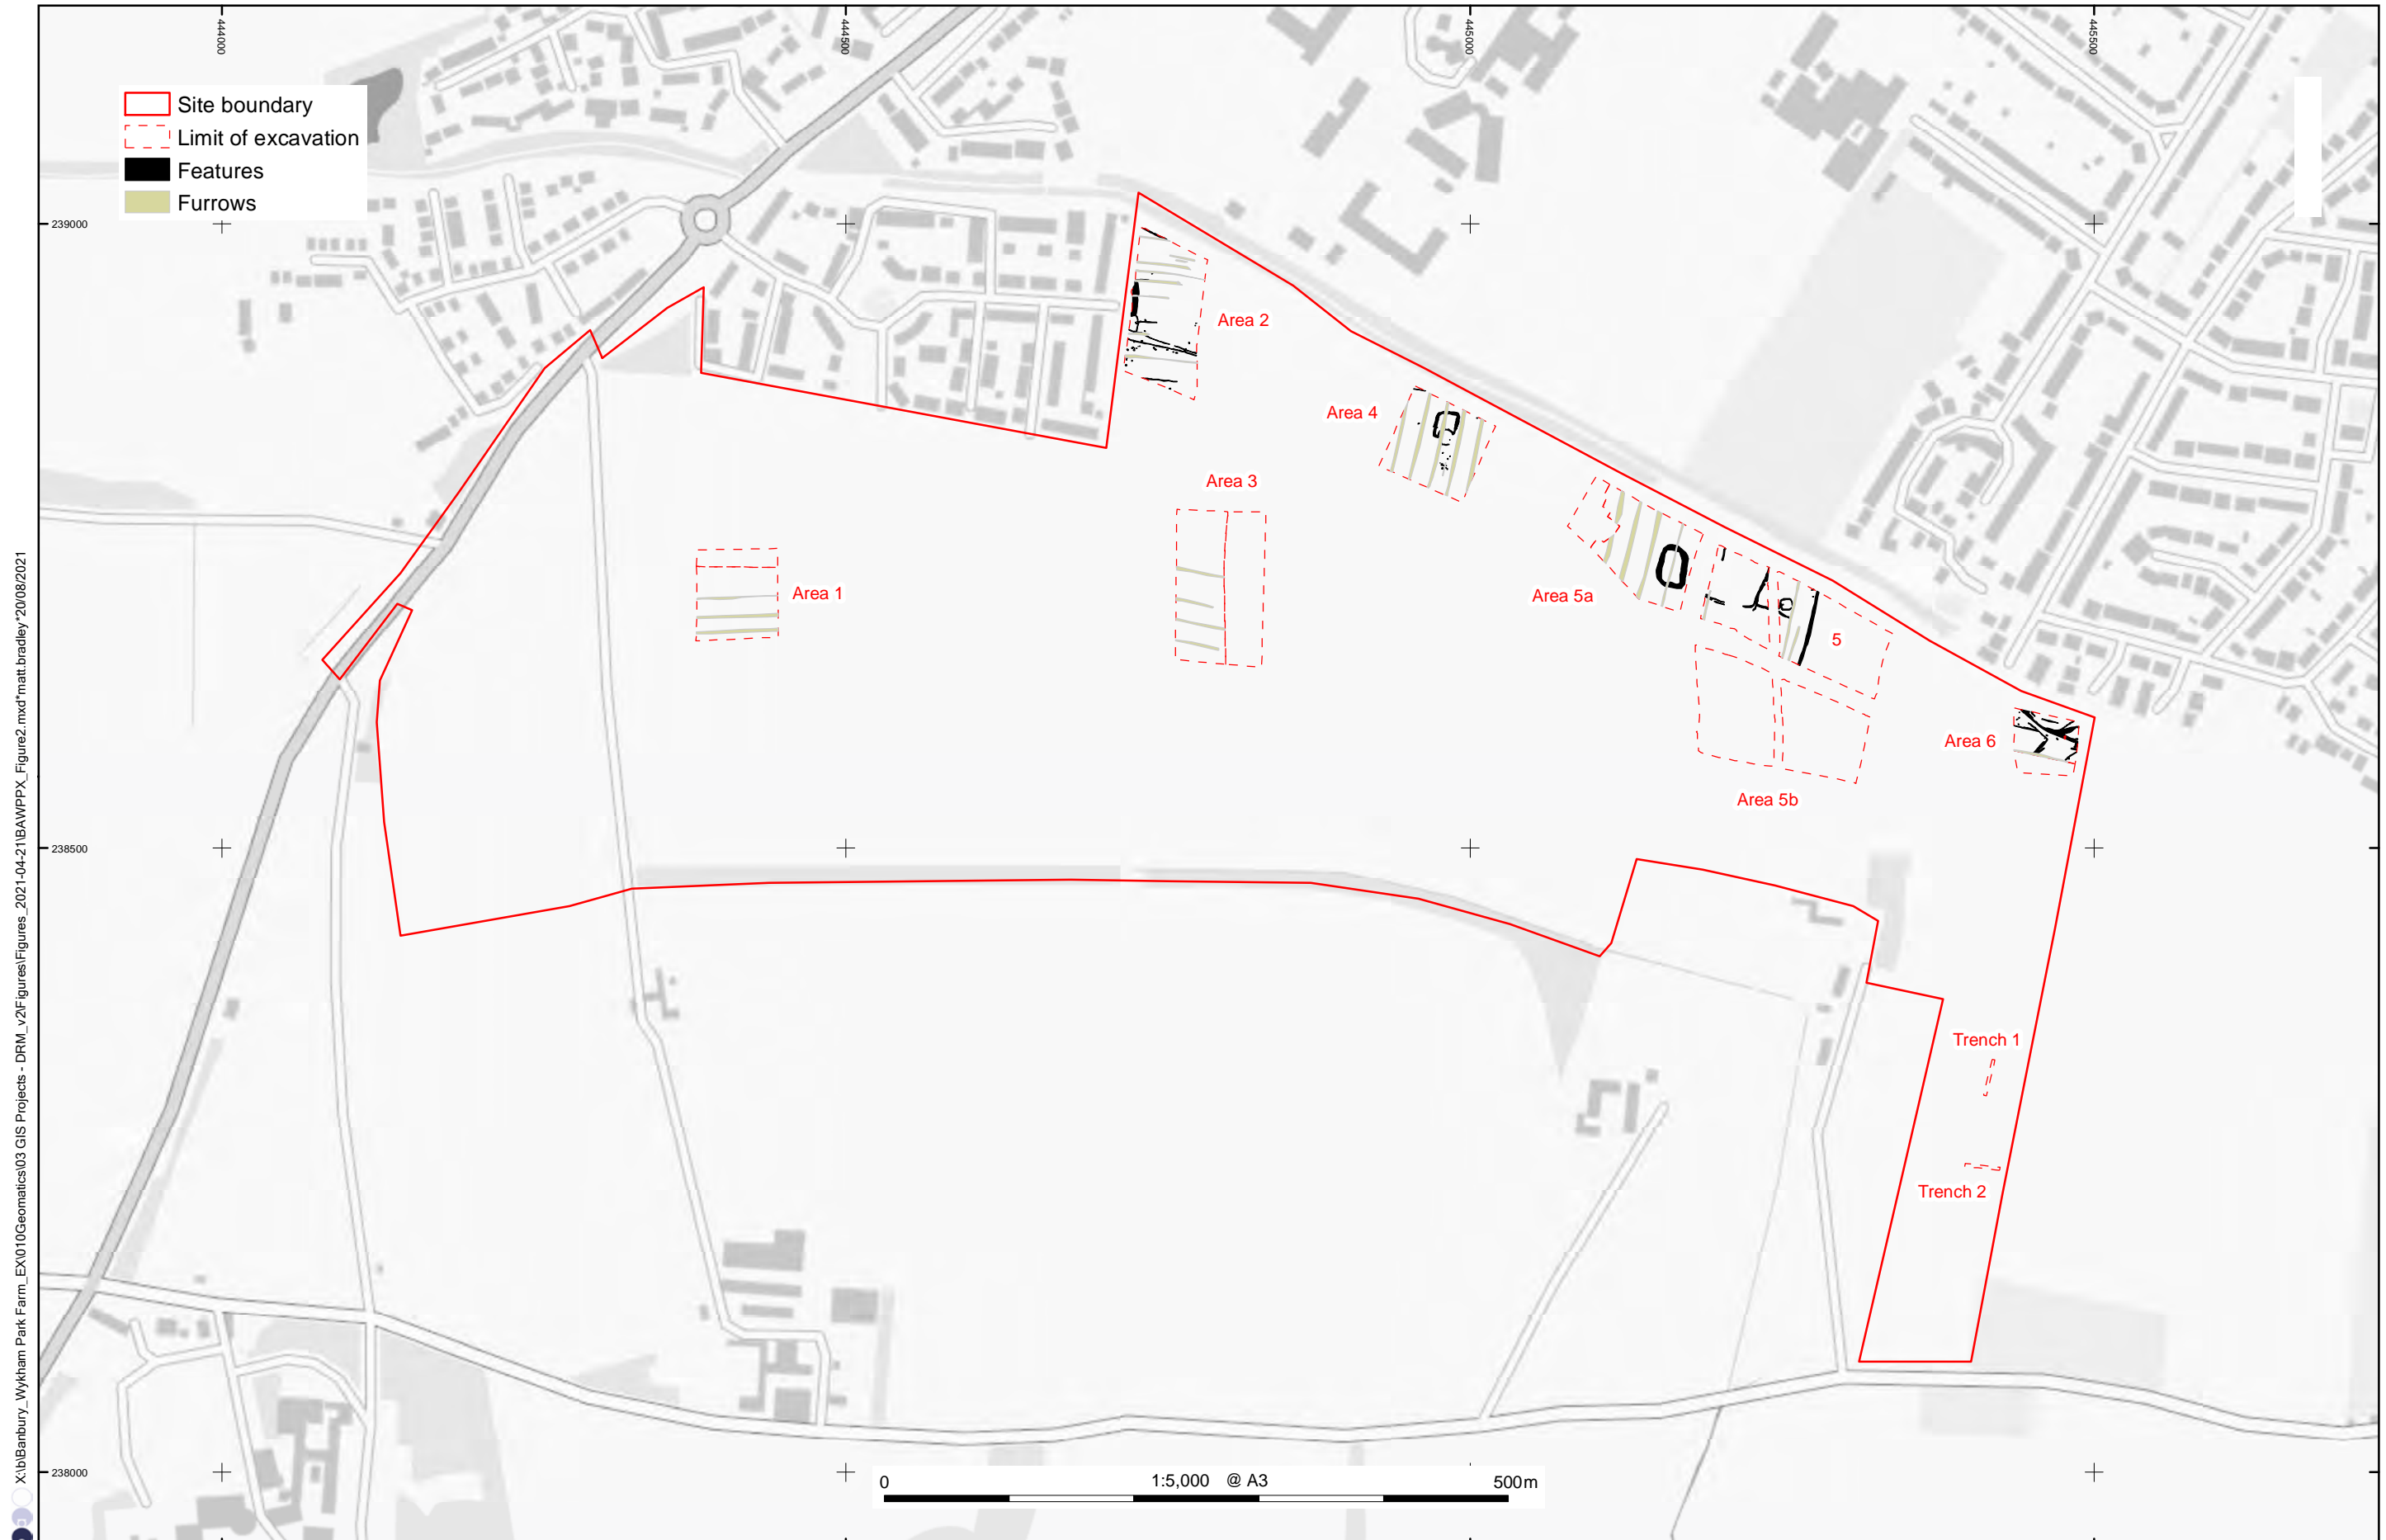 444000
444500
445000
445500
Site boundary
Limit of excavation
Features
Furrows
239000
Area 2
Area 4
Area 3
Area 1
Area 5a
5
Area 6
Area 5b
238500
Trench 1
Trench 2
238000
0
1:5,000 @ A3
500m
X:\b\Banbury_Wykham Park Farm_EX\010Geomatics\03 GIS Projects - DRM_v2\Figures\Figures_2021-04-21\BAWPPX_Figure2.mxd*matt.bradley*20/08/2021